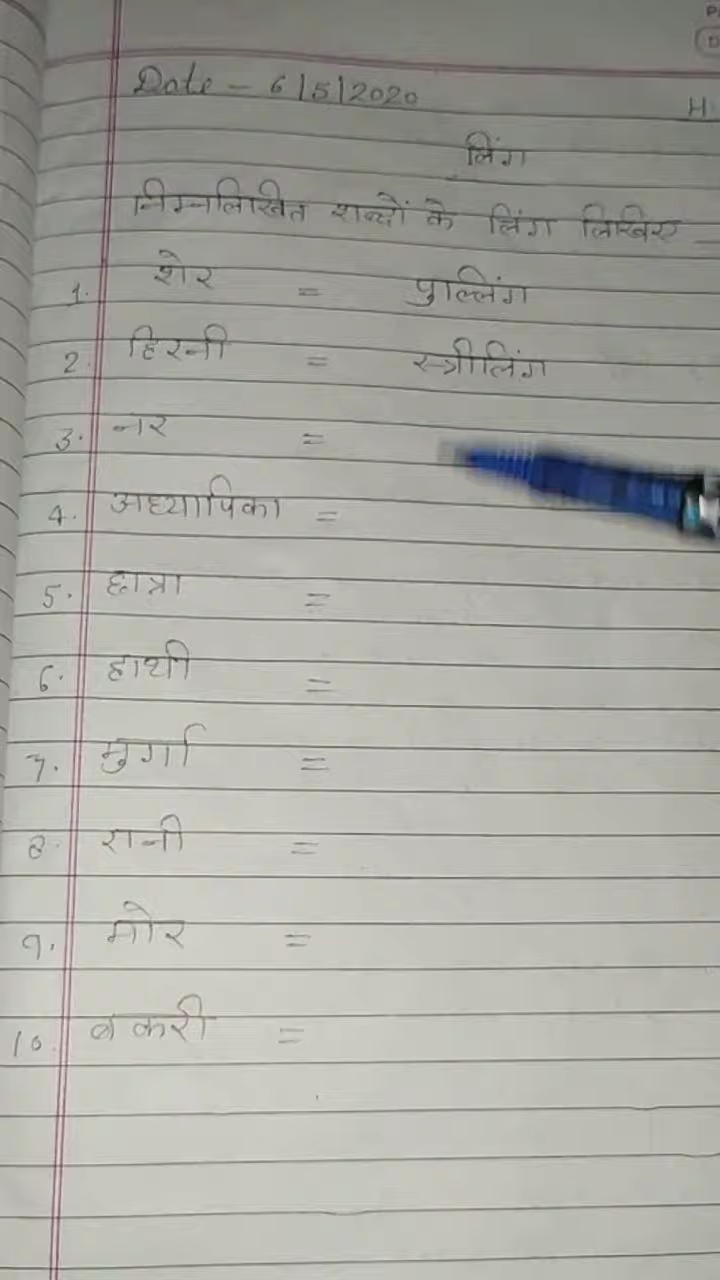 Date - 6/5/2020
लिंग
निम्नलिखित शब्दों के लिंग लिखिए -
1. शेर = पुल्लिंग
2. हिरनी = स्त्रीलिंग
3. नर =
4. अध्यापिका =
5. छात्रा =
6. हाथी =
7. मुर्गा =
8. रानी =
9. मोर =
10. बकरी =